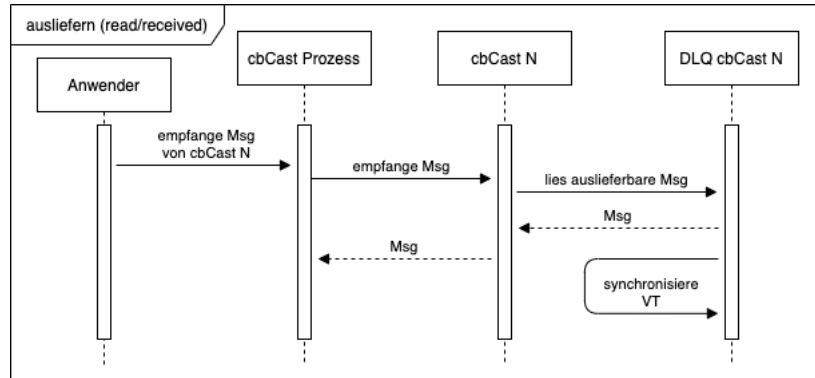 ausliefern (read/received)
Anwender
cbCast Prozess
cbCast N
DLQ cbCast N
empfange Msg
von cbCast N
empfange Msg
lies auslieferbare Msg
Msg
Msg
synchronisiere
VT